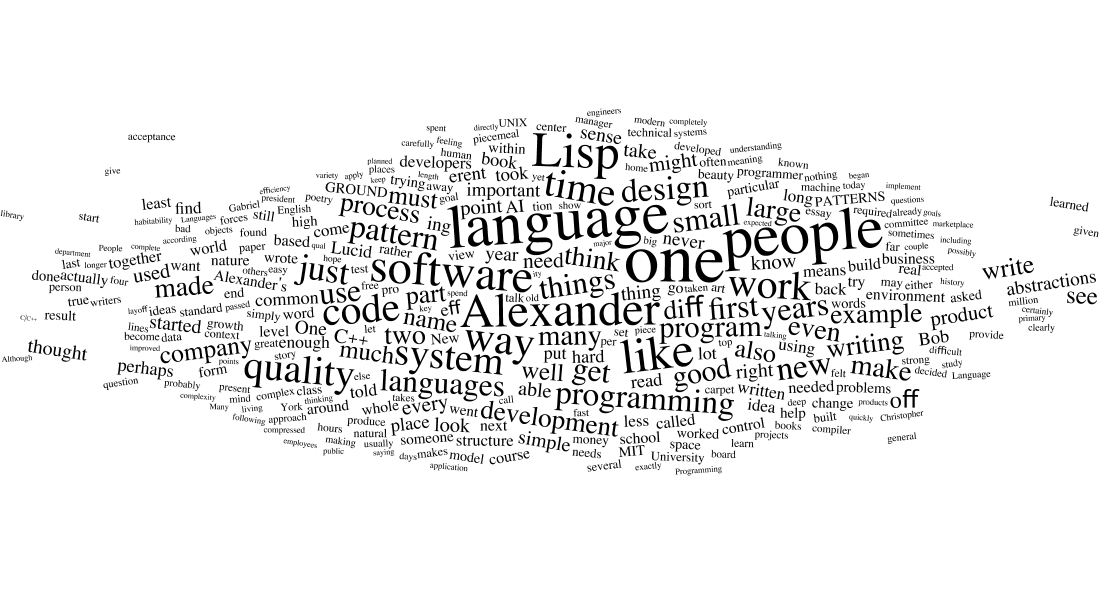 engineers
spent directly UNIX center manager modern completely
acceptance carefully feeling piecemeal sense technical systems
human within Lisp take developed understanding
give planned places developers book home might often meaning known
variety apply length erent took yet beauty programmer nothing began
keep trying away important time design particular machine today implement
efficiency GROUND must goal long PATTERNS questions
library least find president poetry process point AI tion show sort large essay required already goals learned
start habitability Languages Gabriel English ing language small expected people committee marketplace
bad forces still high come pattern sometimes given
according objects found view year big never far couple including
department People complete world paper based qual Lucid rather major know business possibly
last longer together nature wrote hope need think one means build real accepted write
done actually four used want others easy just test software ity things work back try may either history abstractions
person made Alexander's free pro thing go taken art environment asked see
true writers end common use part spend talk old Alexander diff first years words million
layoff ideas standard passed simply word code name key eff example product certainly
C/C++ result lines started growth level One let two New way many set piece program talking even primary
become data context C++ per clearly
thought improved company great enough much system put hard like lot top also using writing Bob provide
Although points story difficult
perhaps form quality else well get good right new felt make strong study
question probably languages able read decided Language
complexity present mind complex class told takes call programming carpet written needed problems off
Many living York thinking around whole every went development fast idea deep change products
following approach produce place look next less called help built quickly Christopher
compressed hours natural control books compiler
employees making usually someone structure simple money school worked learn projects general
public saying days makes model course needs MIT space
application several exactly University board
Programming